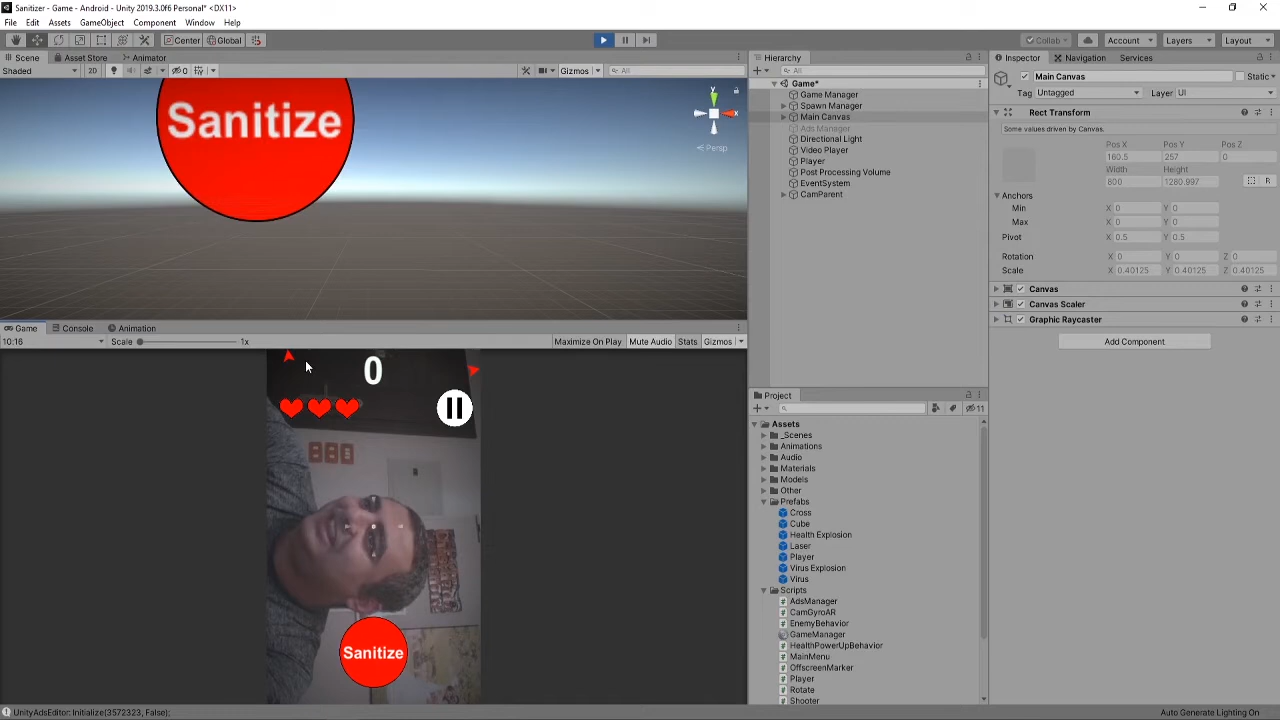 Sanitizer - Game - Android - Unity 2019.3.0f6 Personal* <DX11>
File Edit Assets GameObject Component Window Help
Center Global Collab Account Layers Layout
Scene Asset Store Animator
Shaded 2D 0 Gizmos All
Sanitize
y
x
Persp
Hierarchy
All
Game*
Game Manager
Spawn Manager
Main Canvas
Ads Manager
Directional Light
Video Player
Player
Post Processing Volume
EventSystem
CamParent
Inspector Navigation Services
Main Canvas Static
Tag Untagged Layer UI
Rect Transform
Some values driven by Canvas.
Pos X Pos Y Pos Z
160.5 257 0
Width Height
800 1280.997 R
Anchors
Min X 0 Y 0
Max X 0 Y 0
Pivot X 0.5 Y 0.5
Rotation X 0 Y 0 Z 0
Scale X 0.40125 Y 0.40125 Z 0.40125
Canvas
Canvas Scaler
Graphic Raycaster
Add Component
Game Console Animation
10:16 Scale 1x Maximize On Play Mute Audio Stats Gizmos
0
Sanitize
Project
11
Assets
_Scenes
Animations
Audio
Materials
Models
Other
Prefabs
Cross
Cube
Health Explosion
Laser
Player
Virus Explosion
Virus
Scripts
AdsManager
CamGyroAR
EnemyBehavior
GameManager
HealthPowerUpBehavior
MainMenu
OffscreenMarker
Player
Rotate
Shooter
UnityAdsEditor: Initialize(3572323, False);
Auto Generate Lighting On